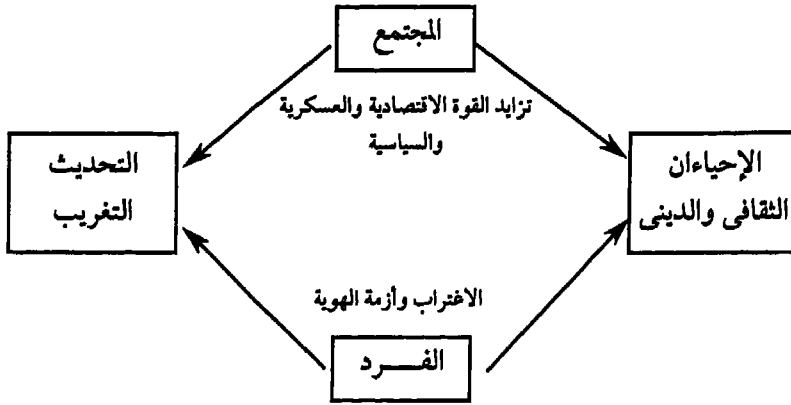 المجتمع
تزايد القوة الاقتصادية والعسكرية
والسياسية
الإحياءان
الثقافى والدينى
التحديث
التغريب
الاغتراب وأزمة الهوية
الفـــرد